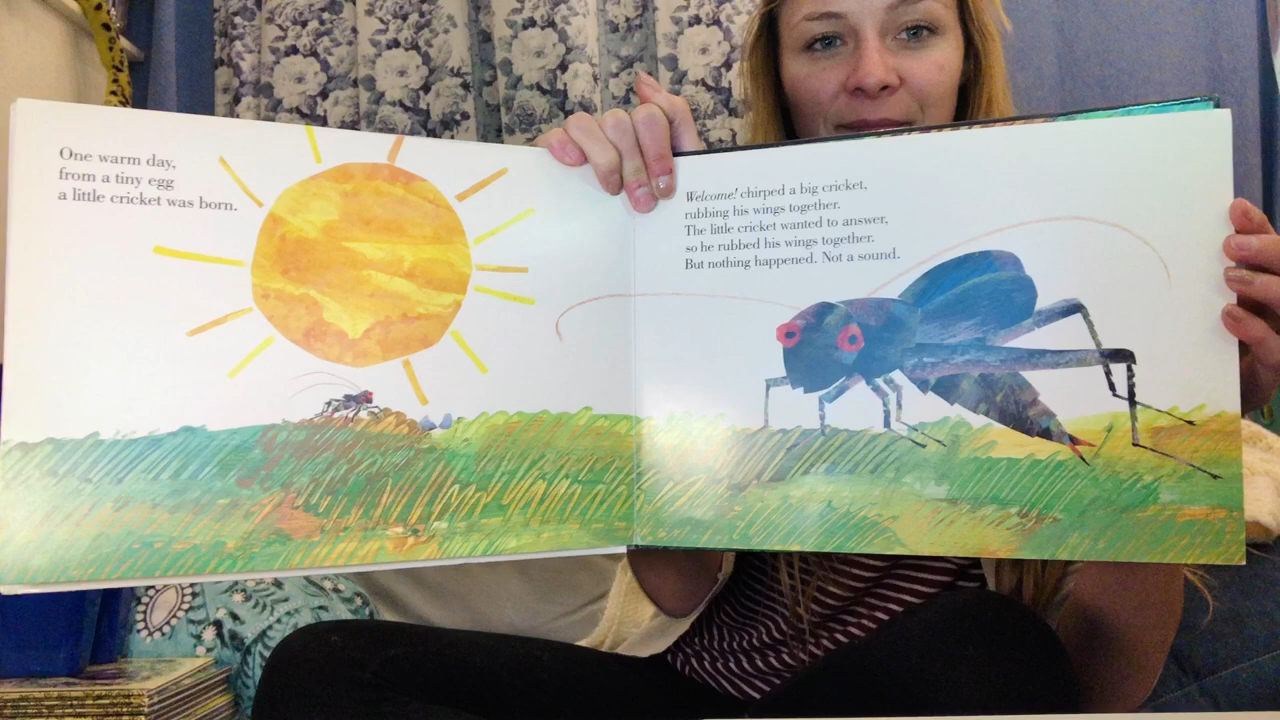 One warm day,
from a tiny egg
a little cricket was born.
Welcome! chirped a big cricket,
rubbing his wings together.
The little cricket wanted to answer,
so he rubbed his wings together.
But nothing happened. Not a sound.